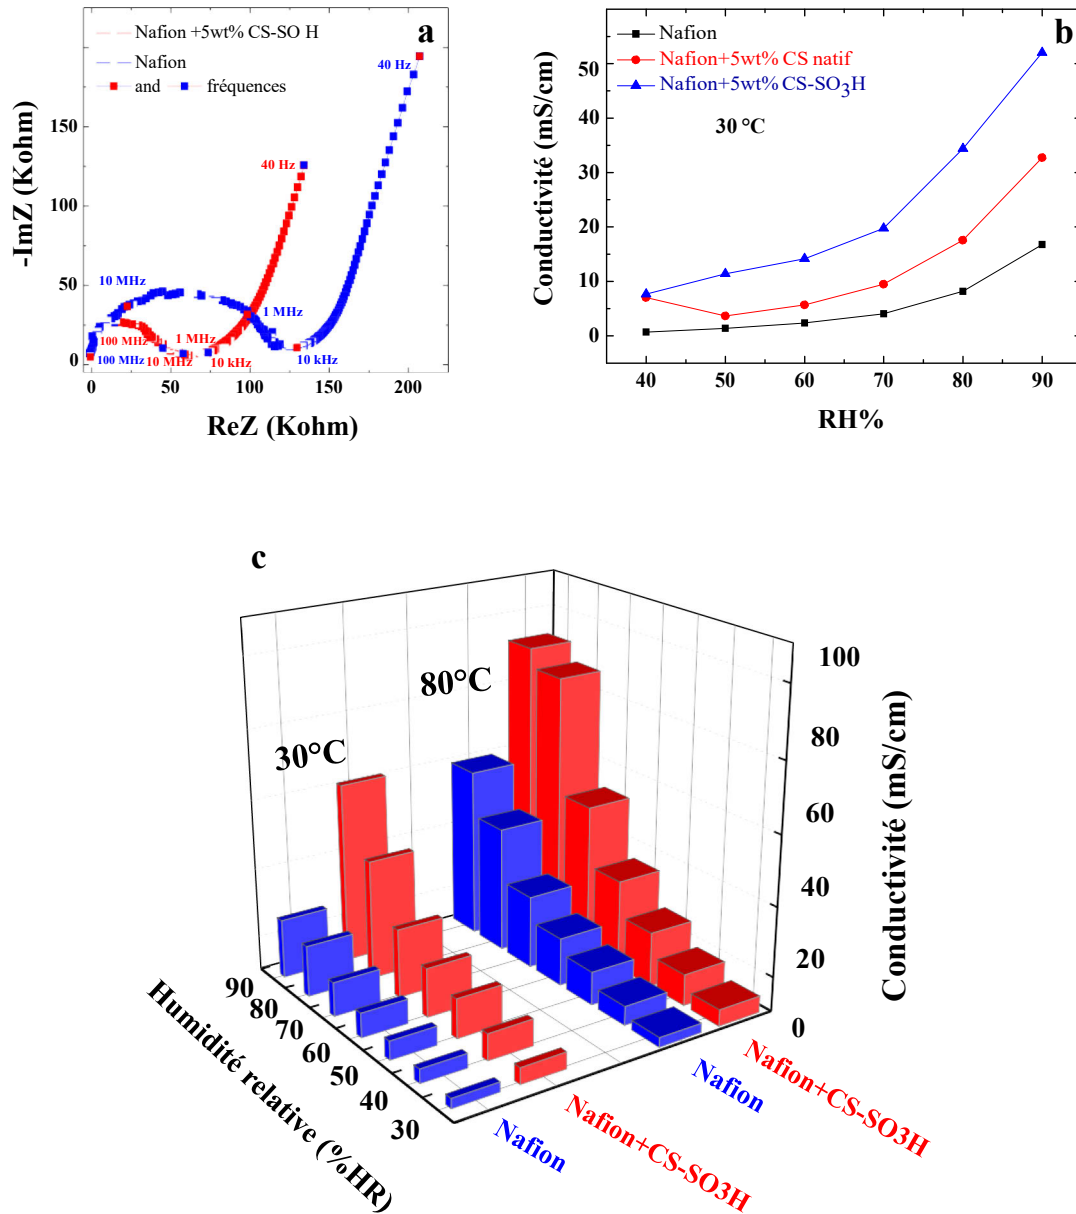 a
Nafion +5wt% CS-SO H
Nafion
and fréquences
40 Hz
40 Hz
10 MHz
1 MHz
100 MHz
1 MHz
100 MHz
10 MHz
10 kHz
10 kHz
150
100
50
0
-ImZ (Kohm)
0 50 100 150 200
ReZ (Kohm)
b
Nafion
Nafion+5wt% CS natif
Nafion+5wt% CS-SO₃H
30 °C
50
40
30
20
10
0
Conductivité (mS/cm)
40 50 60 70 80 90
RH%
c
80°C
30°C
100
80
60
40
20
0
Conductivité (mS/cm)
90
80
70
60
50
40
30
Humidité relative (%HR)
Nafion
Nafion+CS-SO3H
Nafion
Nafion+CS-SO3H